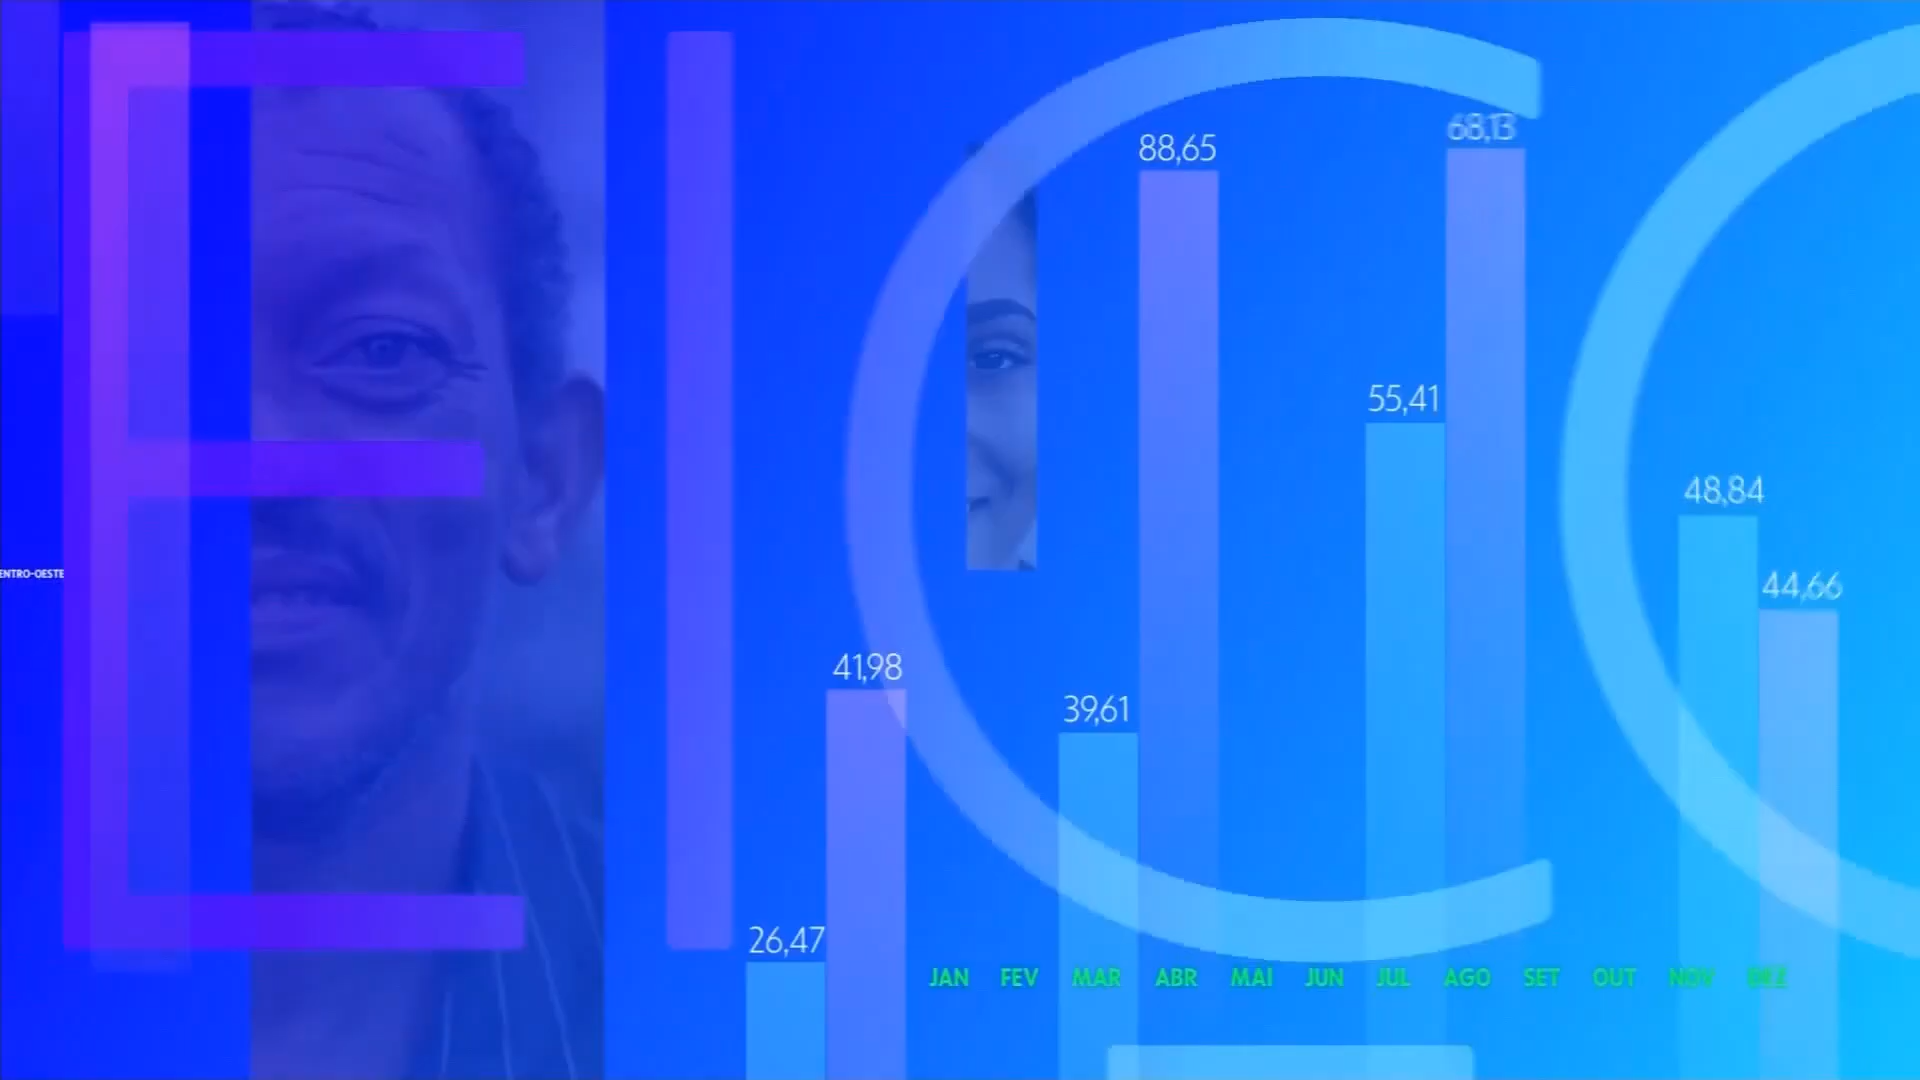 EICO
88,65
68,13
55,41
48,84
44,66
ENTRO-OESTE
41,98
39,61
26,47
JAN FEV MAR ABR MAI JUN JUL AGO SET OUT NOV DEZ